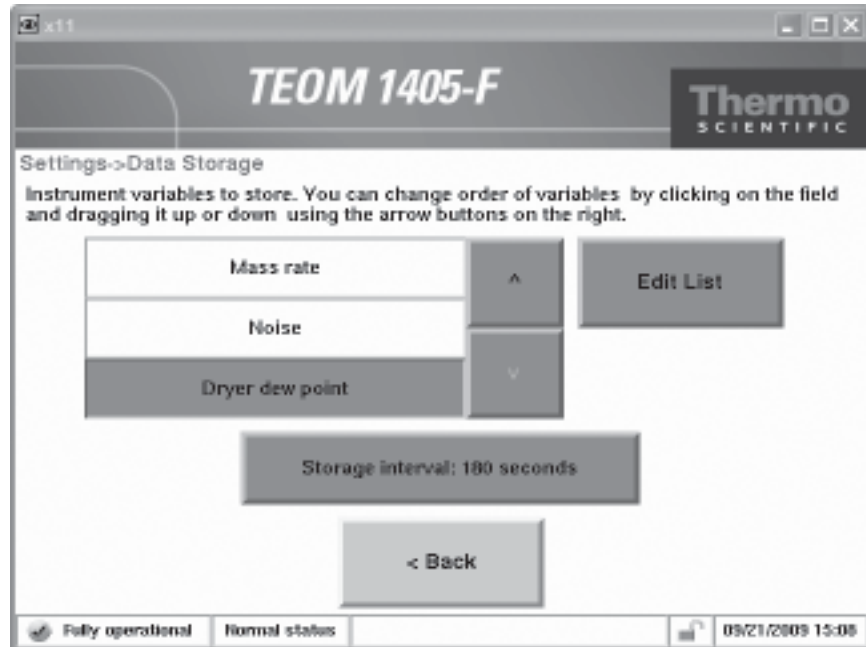 x11
TEOM 1405-F
Thermo
SCIENTIFIC
Settings->Data Storage
Instrument variables to store. You can change order of variables by clicking on the field
and dragging it up or down using the arrow buttons on the right.
Mass rate
^
Edit List
Noise
v
Dryer dew point
Storage interval: 180 seconds
< Back
Fully operational
Normal status
09/21/2009 15:08